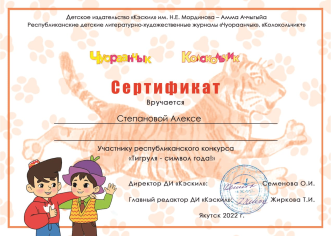 Детское издательство «Кэскил» им. Н.Е. Мординова – Амма Аччыгыйа
Республиканские детские литературно-художественные журналы «Чуораанчык», «Колокольчик»
Чуораанчык Колокольчик
Сертификат
Вручается
Степановой Алексе
Участнику республиканского конкурса
«Тигруля - символ года!»
Директор ДИ «Кэскил»: Семенова О.И.
Главный редактор ДИ «Кэскил»: Жиркова Т.И.
Якутск 2022 г.